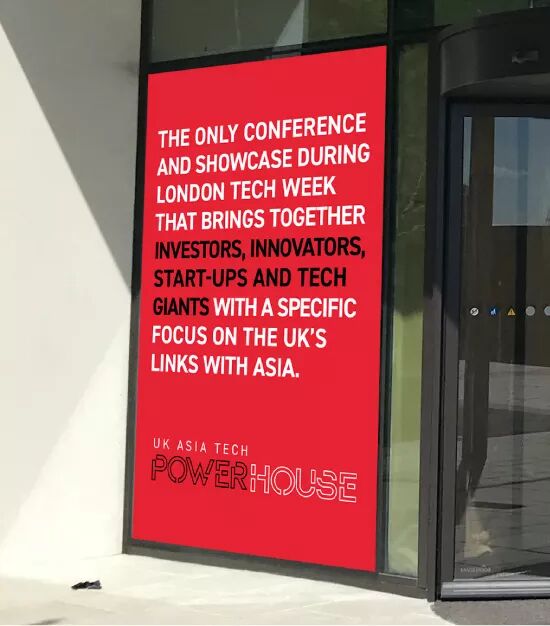 THE ONLY CONFERENCE
AND SHOWCASE DURING
LONDON TECH WEEK
THAT BRINGS TOGETHER
INVESTORS, INNOVATORS,
START-UPS AND TECH
GIANTS WITH A SPECIFIC
FOCUS ON THE UK'S
LINKS WITH ASIA.
UK ASIA TECH
POWERHOUSE